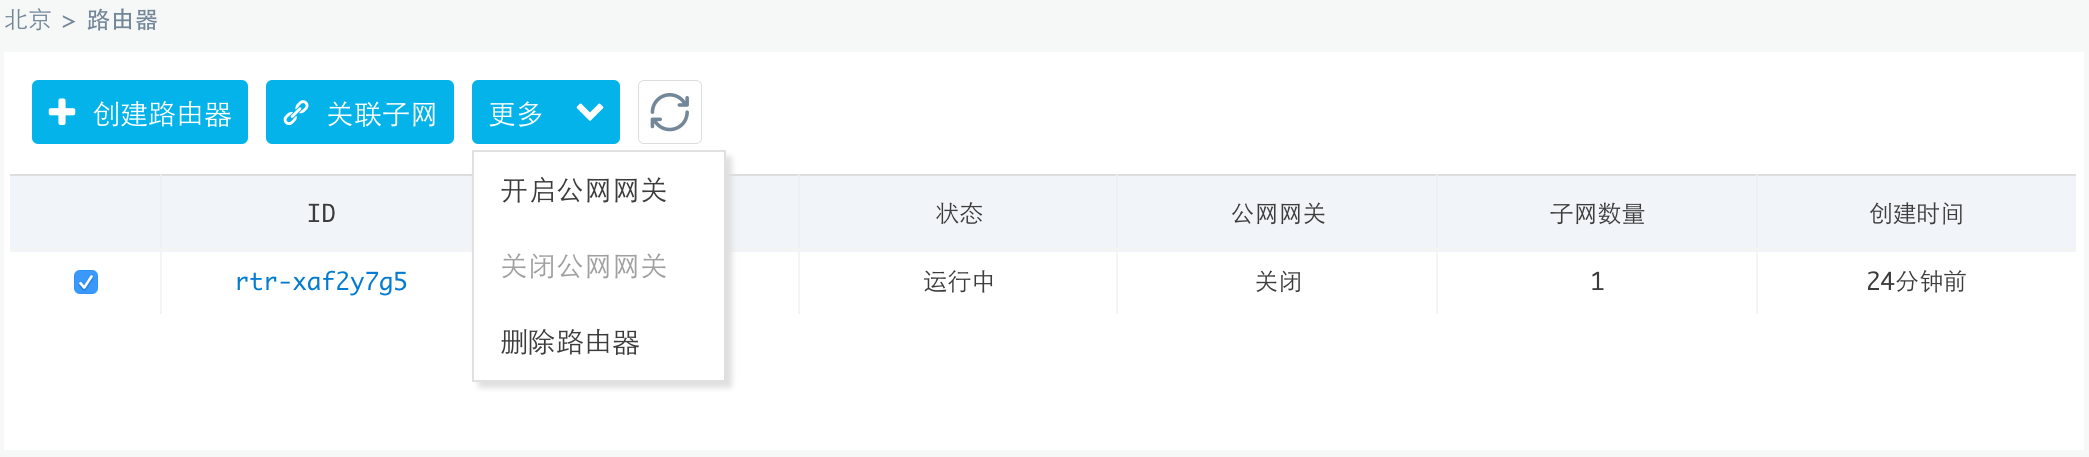 北京 > 路由器
创建路由器 关联子网 更多
开启公网网关
关闭公网网关
删除路由器
ID 状态 公网网关 子网数量 创建时间
rtr-xaf2y7g5 运行中 关闭 1 24分钟前